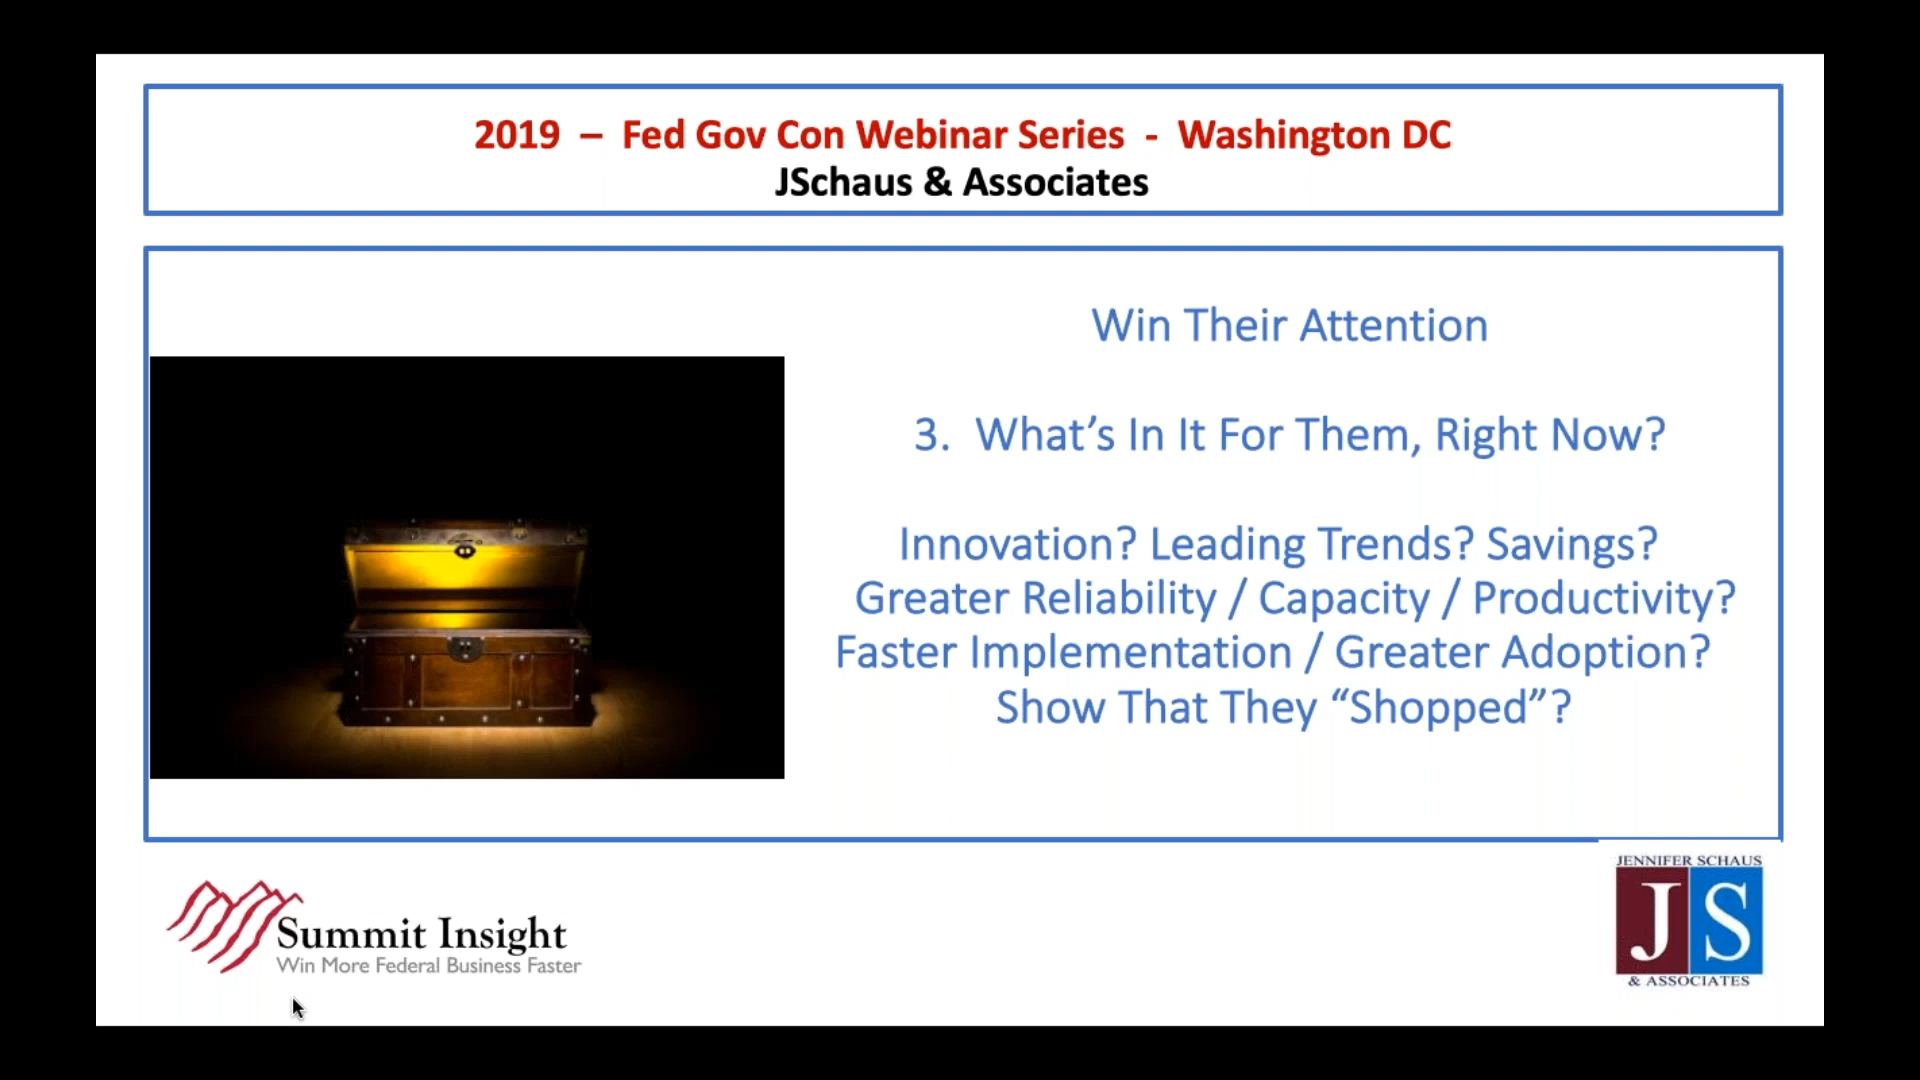 2019 – Fed Gov Con Webinar Series - Washington DC
JSchaus & Associates
Win Their Attention
3. What’s In It For Them, Right Now?
Innovation? Leading Trends? Savings?
Greater Reliability / Capacity / Productivity?
Faster Implementation / Greater Adoption?
Show That They “Shopped”?
Summit Insight
Win More Federal Business Faster
JENNIFER SCHAUS
JS
& ASSOCIATES